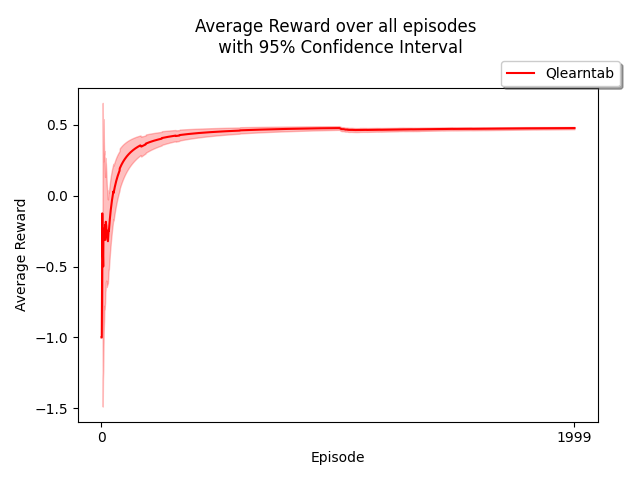 Average Reward over all episodes
with 95% Confidence Interval
Qlearntab
0.5
0.0
−0.5
−1.0
−1.5
Average Reward
0
1999
Episode